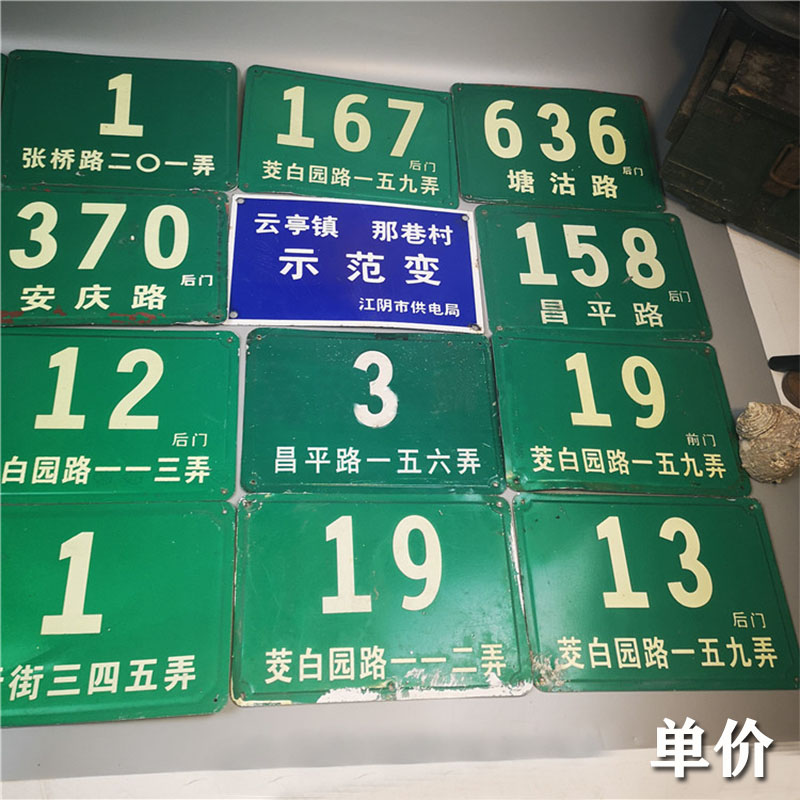 1
张桥路二〇一弄
167
后门
茭白园路一五九弄
636
后门
塘沽路
370
后门
安庆路
云亭镇 那巷村
示范变
江阴市供电局
158
后门
昌平路
12
后门
白园路一一三弄
3
昌平路一五六弄
19
前门
茭白园路一五九弄
1
街三四五弄
19
茭白园路一一二弄
13
后门
茭白园路一五九弄
单价